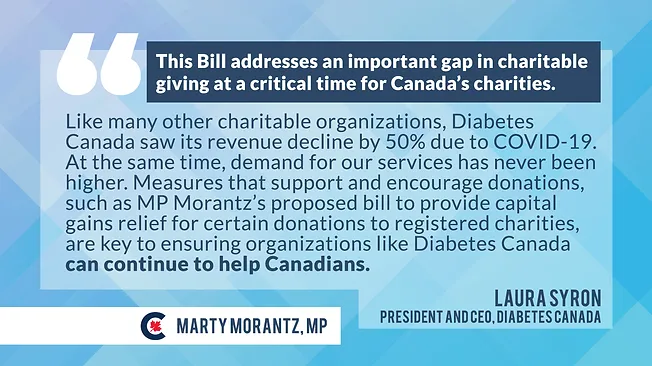 This Bill addresses an important gap in charitable
giving at a critical time for Canada's charities.
Like many other charitable organizations, Diabetes
Canada saw its revenue decline by 50% due to COVID-19.
At the same time, demand for our services has never been
higher. Measures that support and encourage donations,
such as MP Morantz's proposed bill to provide capital
gains relief for certain donations to registered charities,
are key to ensuring organizations like Diabetes Canada
can continue to help Canadians.
LAURA SYRON
PRESIDENT AND CEO, DIABETES CANADA
MARTY MORANTZ, MP